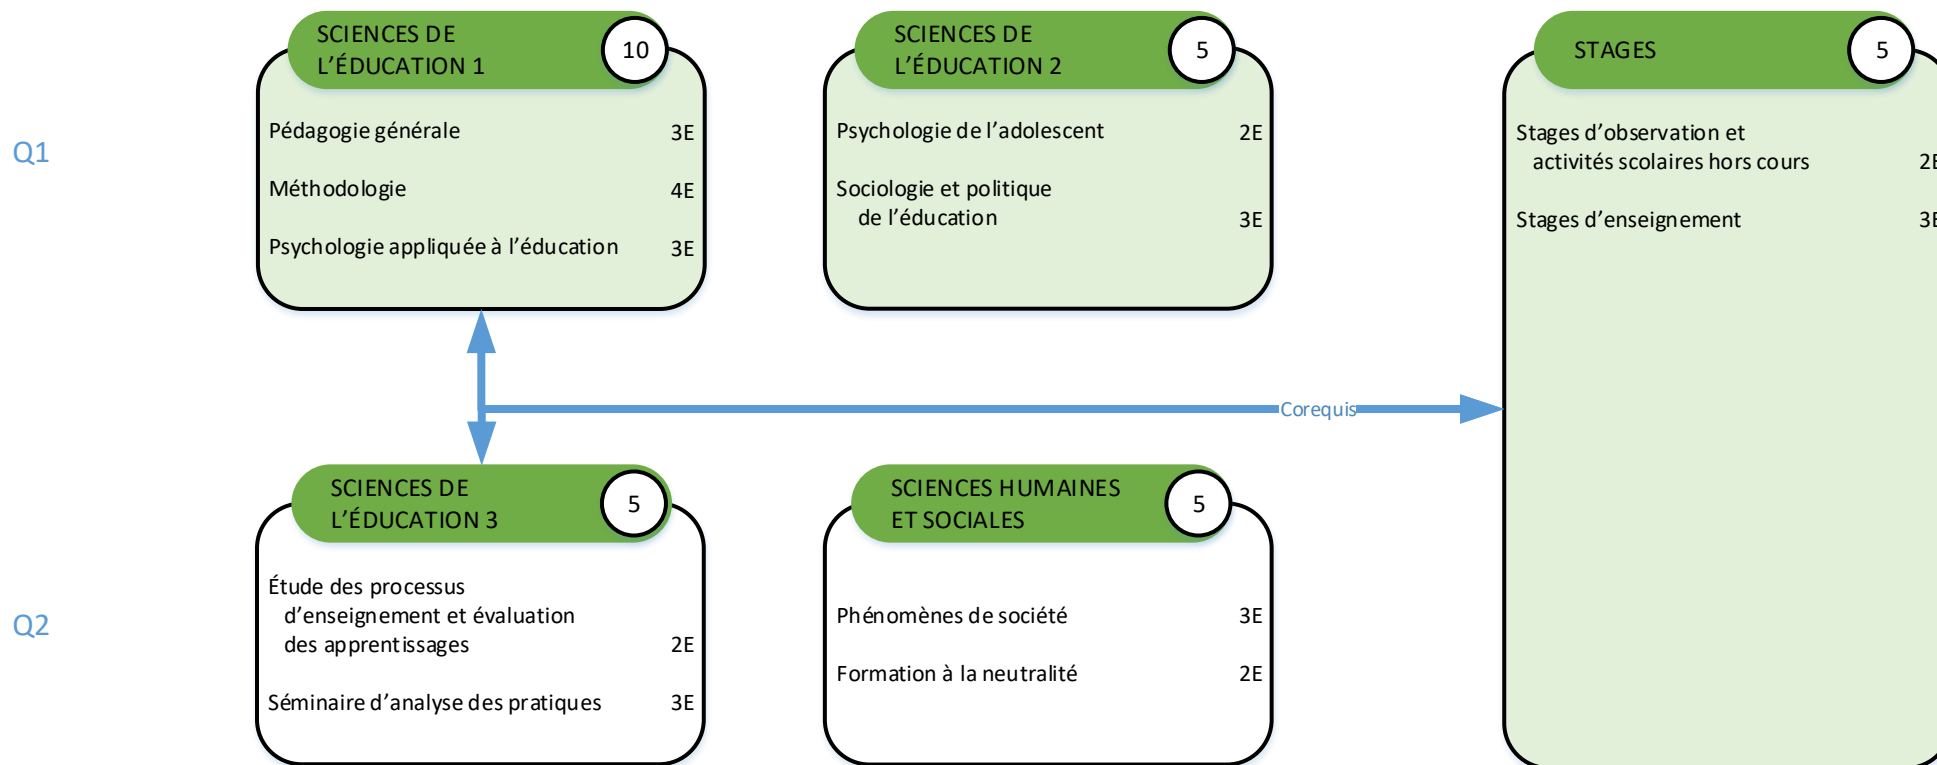 Q1
SCIENCES DE
L’ÉDUCATION 1
10
Pédagogie générale 3E
Méthodologie 4E
Psychologie appliquée à l’éducation 3E
SCIENCES DE
L’ÉDUCATION 2
5
Psychologie de l’adolescent 2E
Sociologie et politique
de l’éducation 3E
STAGES
5
Stages d’observation et
activités scolaires hors cours 2E
Stages d’enseignement 3E
Corequis
Q2
SCIENCES DE
L’ÉDUCATION 3
5
Étude des processus
d’enseignement et évaluation
des apprentissages 2E
Séminaire d’analyse des pratiques 3E
SCIENCES HUMAINES
ET SOCIALES
5
Phénomènes de société 3E
Formation à la neutralité 2E